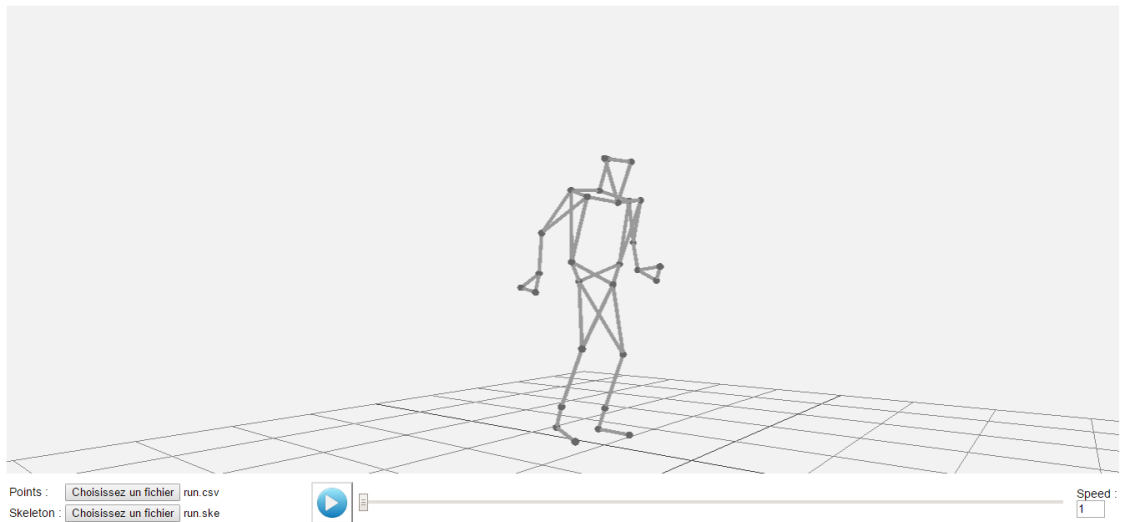 Points : Choisissez un fichier run.csv
Skeleton : Choisissez un fichier run.ske
Speed :
1